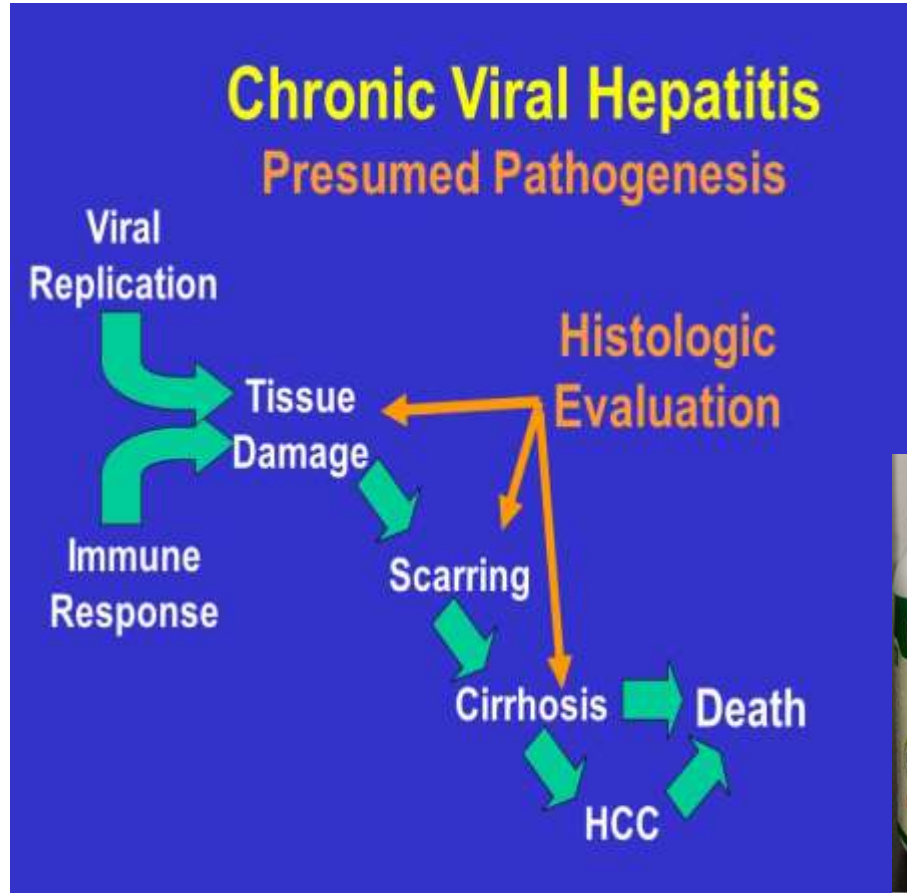 Chronic Viral Hepatitis
Presumed Pathogenesis
Viral
Replication
Histologic
Evaluation
Tissue
Damage
Immune
Response
Scarring
Cirrhosis
Death
HCC